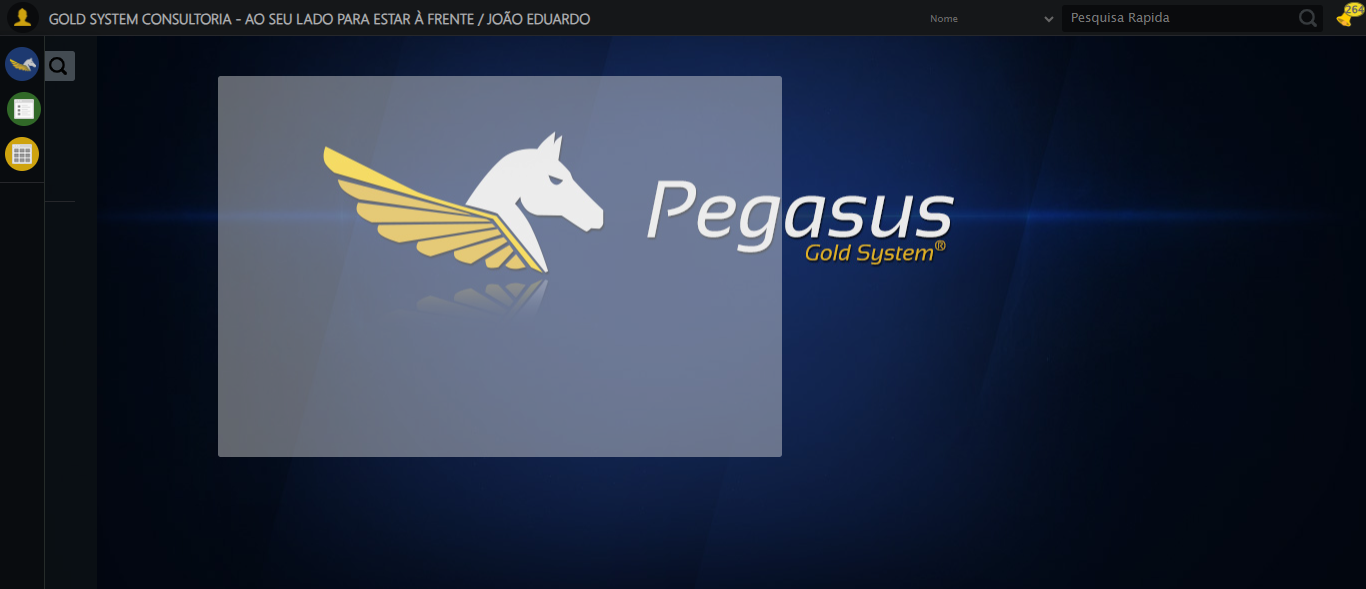 GOLD SYSTEM CONSULTORIA - AO SEU LADO PARA ESTAR À FRENTE / JOÃO EDUARDO
Nome
Pesquisa Rapida
264
Pegasus
Gold System®